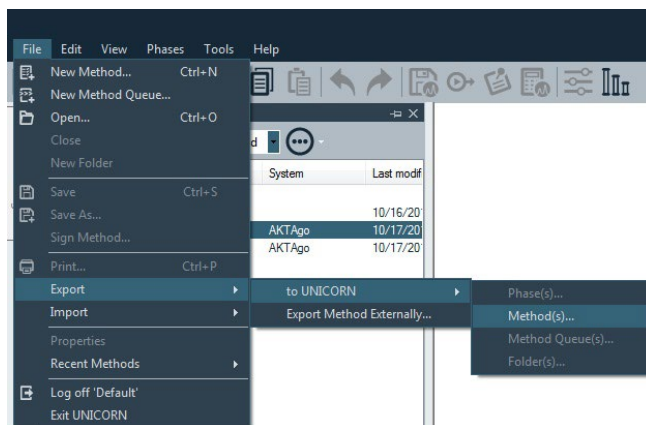 File Edit View Phases Tools Help
New Method... Ctrl+N
New Method Queue...
Open... Ctrl+O
Close
New Folder
Save Ctrl+S
Save As...
Sign Method...
Print... Ctrl+P
Export
Import
Properties
Recent Methods
Log off 'Default'
Exit UNICORN
d
System Last modif
10/16/20
AKTAgo 10/17/20
AKTAgo 10/17/20
to UNICORN
Export Method Externally...
Phase(s)...
Method(s)...
Method Queue(s)...
Folder(s)...